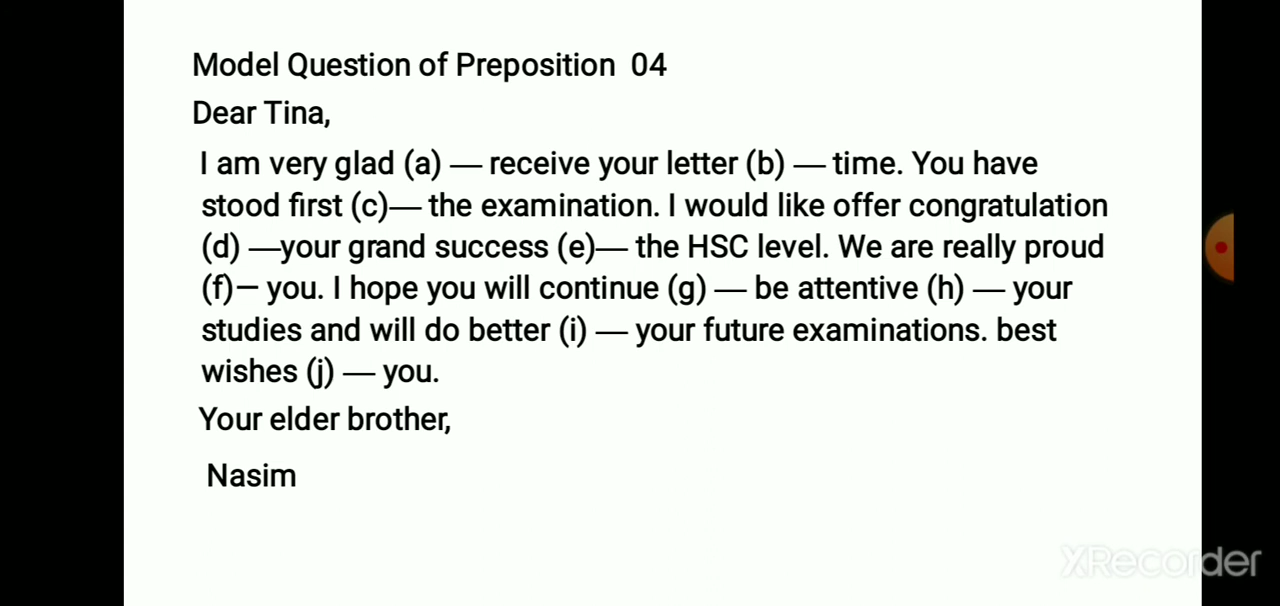 Model Question of Preposition 04
Dear Tina,
I am very glad (a) — receive your letter (b) — time. You have
stood first (c)— the examination. I would like offer congratulation
(d) —your grand success (e)— the HSC level. We are really proud
(f)– you. I hope you will continue (g) — be attentive (h) — your
studies and will do better (i) — your future examinations. best
wishes (j) — you.
Your elder brother,
Nasim
XRecorder